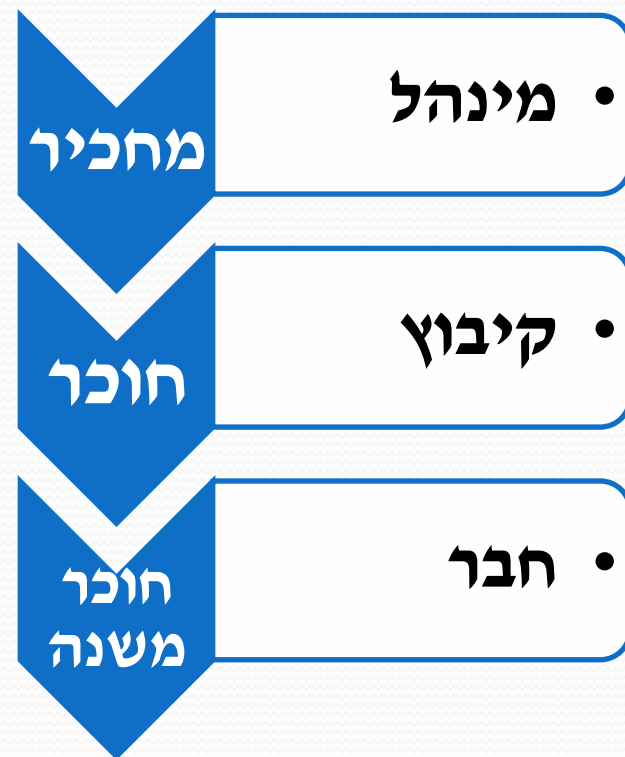 מחכיר
• מינהל
חוכר
• קיבוץ
חוכר
משנה
• חבר